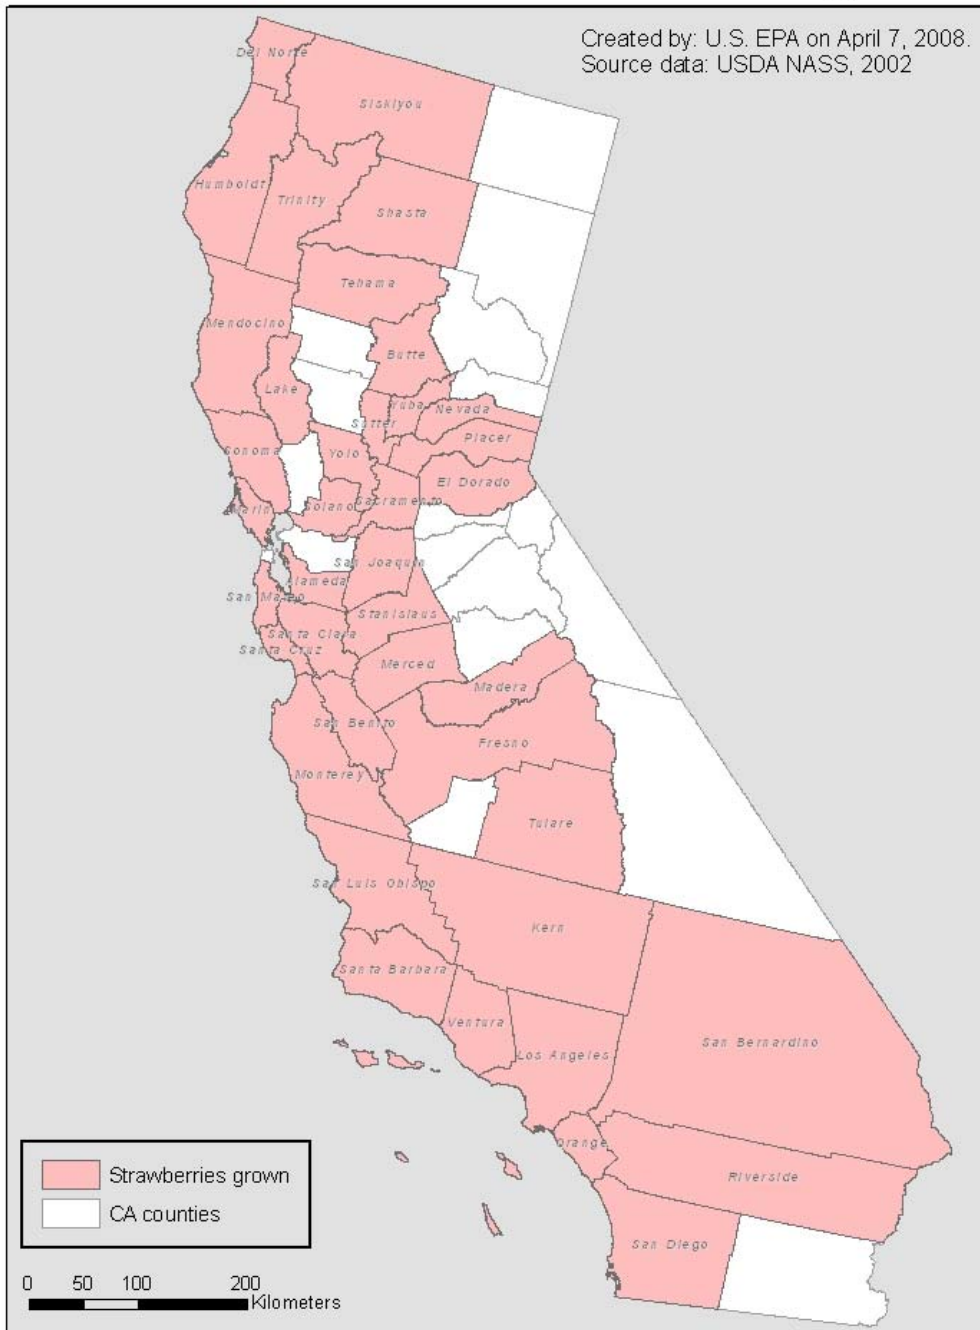 Created by: U.S. EPA on April 7, 2008.
Source data: USDA NASS, 2002
Del Norte
Siskiyou
Humboldt
Trinity
Shasta
Tehama
Mendocino
Butte
Lake
Yuba
Nevada
Sutter
Placer
Sonoma
Yolo
El Dorado
Sacramento
Solano
Marin
San Joaquin
Alameda
San Mateo
Stanislaus
Santa Clara
Santa Cruz
Merced
Madera
San Benito
Fresno
Monterey
Tulare
San Luis Obispo
Kern
Santa Barbara
Ventura
San Bernardino
Los Angeles
Orange
Riverside
San Diego
Strawberries grown
CA counties
0 50 100 200
Kilometers